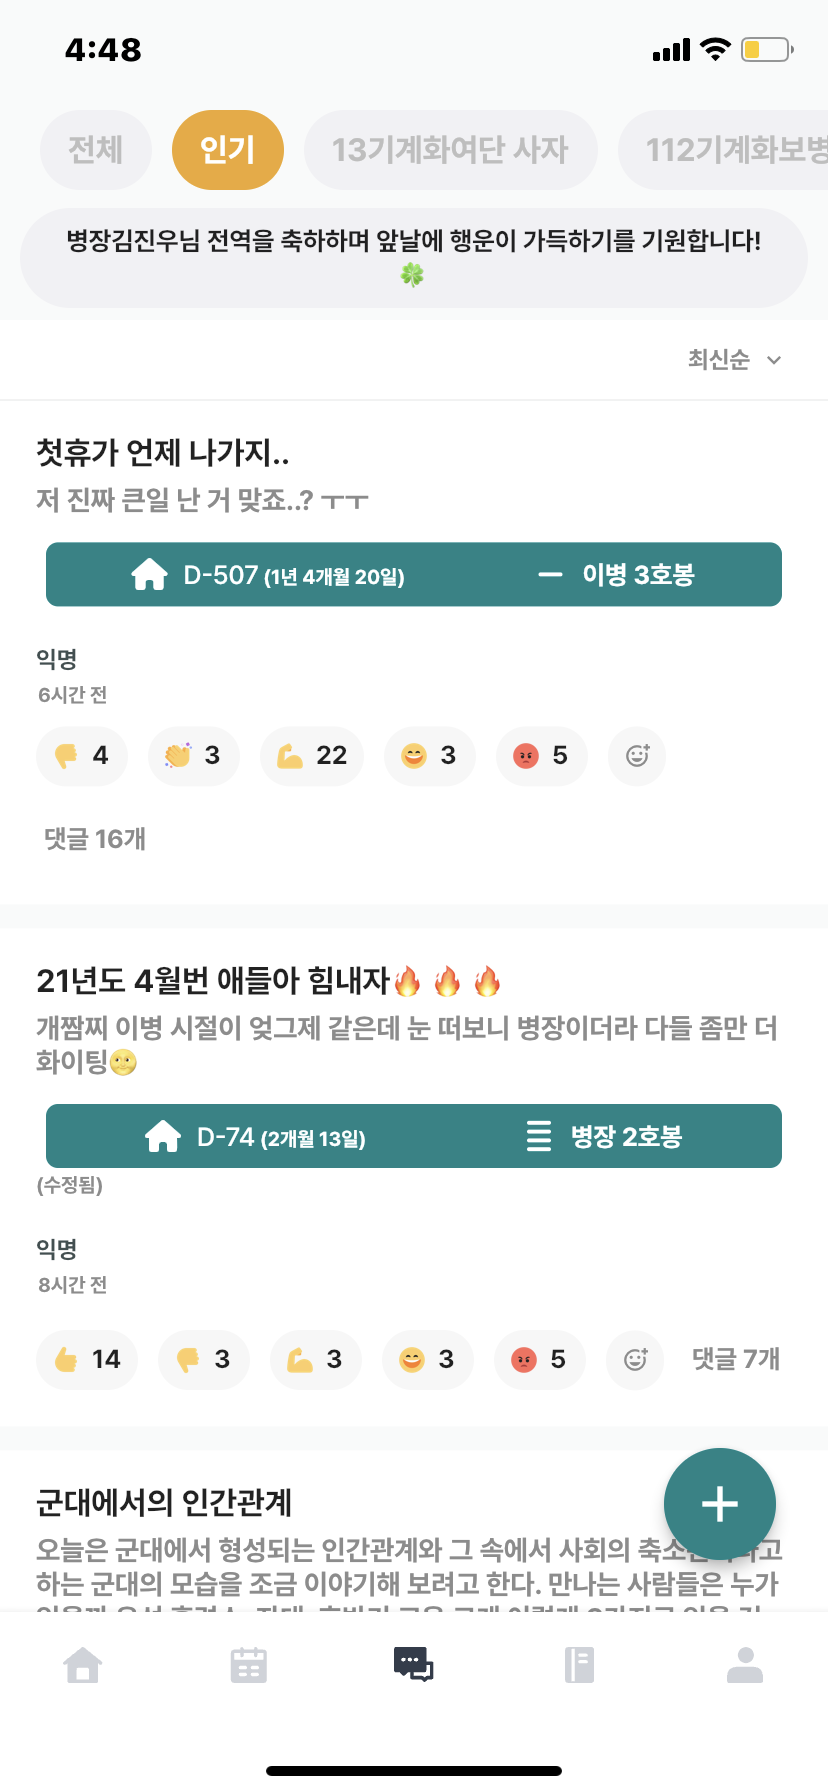 4:48
전체
인기
13기계화여단 사자
112기계화보병
병장김진우님 전역을 축하하며 앞날에 행운이 가득하기를 기원합니다!
🍀
최신순
첫휴가 언제 나가지..
저 진짜 큰일 난 거 맞죠..? ㅜㅜ
D-507 (1년 4개월 20일)
이병 3호봉
익명
6시간 전
4
3
22
3
5
댓글 16개
21년도 4월번 애들아 힘내자🔥 🔥 🔥
개짬찌 이병 시절이 엊그제 같은데 눈 떠보니 병장이더라 다들 좀만 더
화이팅🌝
D-74 (2개월 13일)
병장 2호봉
(수정됨)
익명
8시간 전
14
3
3
3
5
댓글 7개
군대에서의 인간관계
오늘은 군대에서 형성되는 인간관계와 그 속에서 사회의
하는 군대의 모습을 조금 이야기해 보려고 한다. 만나는 사람들은 누가